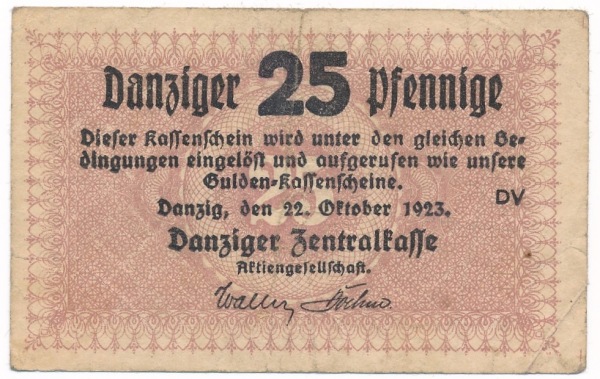 Danziger 25 Pfennige
Dieser Kassenschein wird unter den gleichen Be-
dingungen eingelöst und aufgerufen wie unsere
Gulden-Kassenscheine.
DV
Danzig, den 22. Oktober 1923.
Danziger Zentralkasse
Aktiengesellschaft.
25